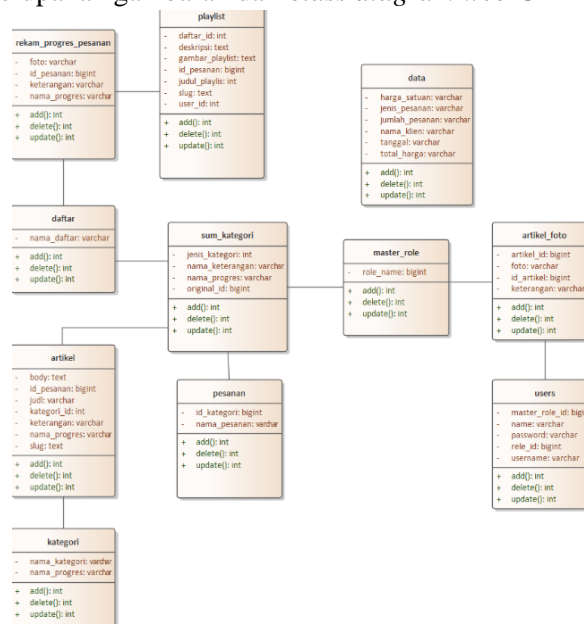 playlist
- daftar_id: int
- deskripsi: text
- gambar_playlist: text
- id_pesanan: bigint
- judul_playlis: text
- slug: text
- user_id: int
+ add(): int
+ delete(): int
+ update(): int
rekam_progres_pesanan
- foto: varchar
- id_pesanan: bigint
- keterangan: varchar
- nama_progres: varchar
+ add(): int
+ delete(): int
+ update(): int
data
- harga_satuan: varchar
- jenis_pesanan: varchar
- jumlah_pesanan: varchar
- nama_klien: varchar
- tanggal: varchar
- total_harga: varchar
+ add(): int
+ delete(): int
+ update(): int
daftar
- nama_daftar: varchar
+ add(): int
+ delete(): int
+ update(): int
sum_kategori
- jenis_kategori: int
- nama_keterangan: varchar
- nama_progres: varchar
- original_id: bigint
+ add(): int
+ delete(): int
+ update(): int
master_role
- role_name: bigint
+ add(): int
+ delete(): int
+ update(): int
artikel_foto
- artikel_id: bigint
- foto: varchar
- id_artikel: bigint
- keterangan: varchar
+ add(): int
+ delete(): int
+ update(): int
artikel
- body: text
- id_pesanan: bigint
- judl: varchar
- kategori_id: int
- keterangan: varchar
- nama_progres: varchar
- slug: text
+ add(): int
+ delete(): int
+ update(): int
pesanan
- id_kategori: bigint
- nama_pesanan: varchar
+ add(): int
+ delete(): int
+ update(): int
users
- master_role_id: bigi
- name: varchar
- password: varchar
- rele_id: bigint
- username: varchar
+ add(): int
+ delete(): int
+ update(): int
kategori
- nama_kategori: varchar
- nama_progres: varchar
+ add(): int
+ delete(): int
+ update(): int